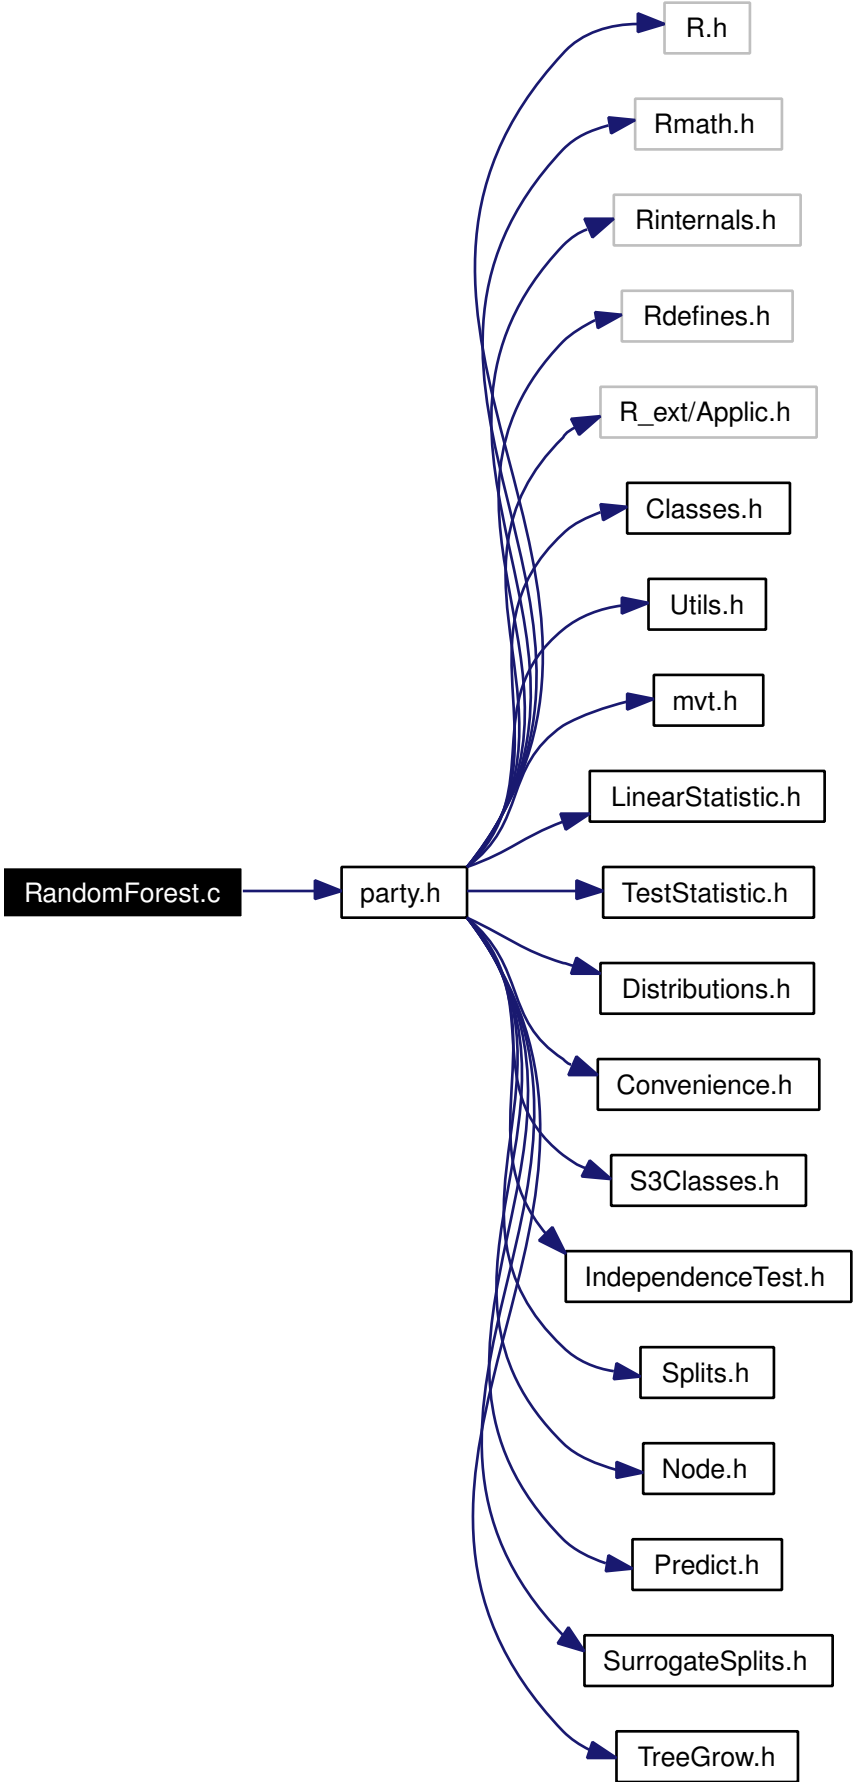 R.h
Rmath.h
Rinternals.h
Rdefines.h
R_ext/Applic.h
Classes.h
Utils.h
mvt.h
LinearStatistic.h
RandomForest.c
party.h
TestStatistic.h
Distributions.h
Convenience.h
S3Classes.h
IndependenceTest.h
Splits.h
Node.h
Predict.h
SurrogateSplits.h
TreeGrow.h